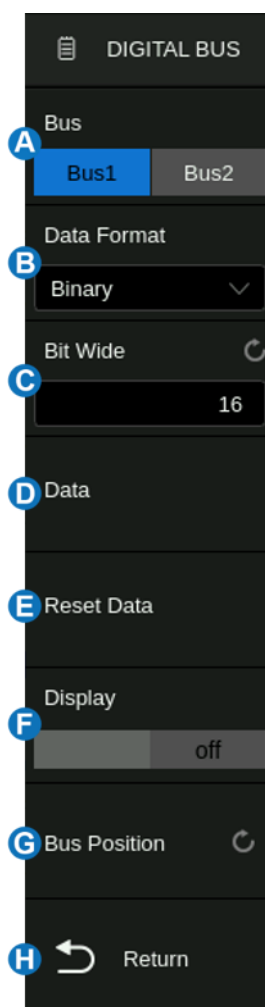 DIGITAL BUS
Bus
A
Bus1 Bus2
Data Format
B
Binary
Bit Wide
C
16
D Data
E Reset Data
Display
F
off
G Bus Position
H Return